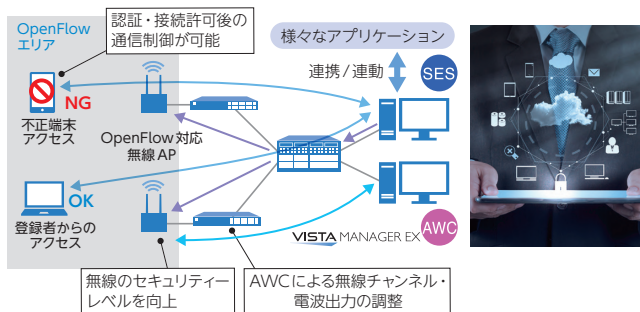 OpenFlow
エリア
認証・接続許可後の
通信制御が可能
様々なアプリケーション
連携/連動
SES
NG
不正端末
アクセス
OpenFlow対応
無線AP
OK
登録者からの
アクセス
VISTA MANAGER EX
AWC
無線のセキュリティー
レベルを向上
AWCによる無線チャンネル・
電波出力の調整